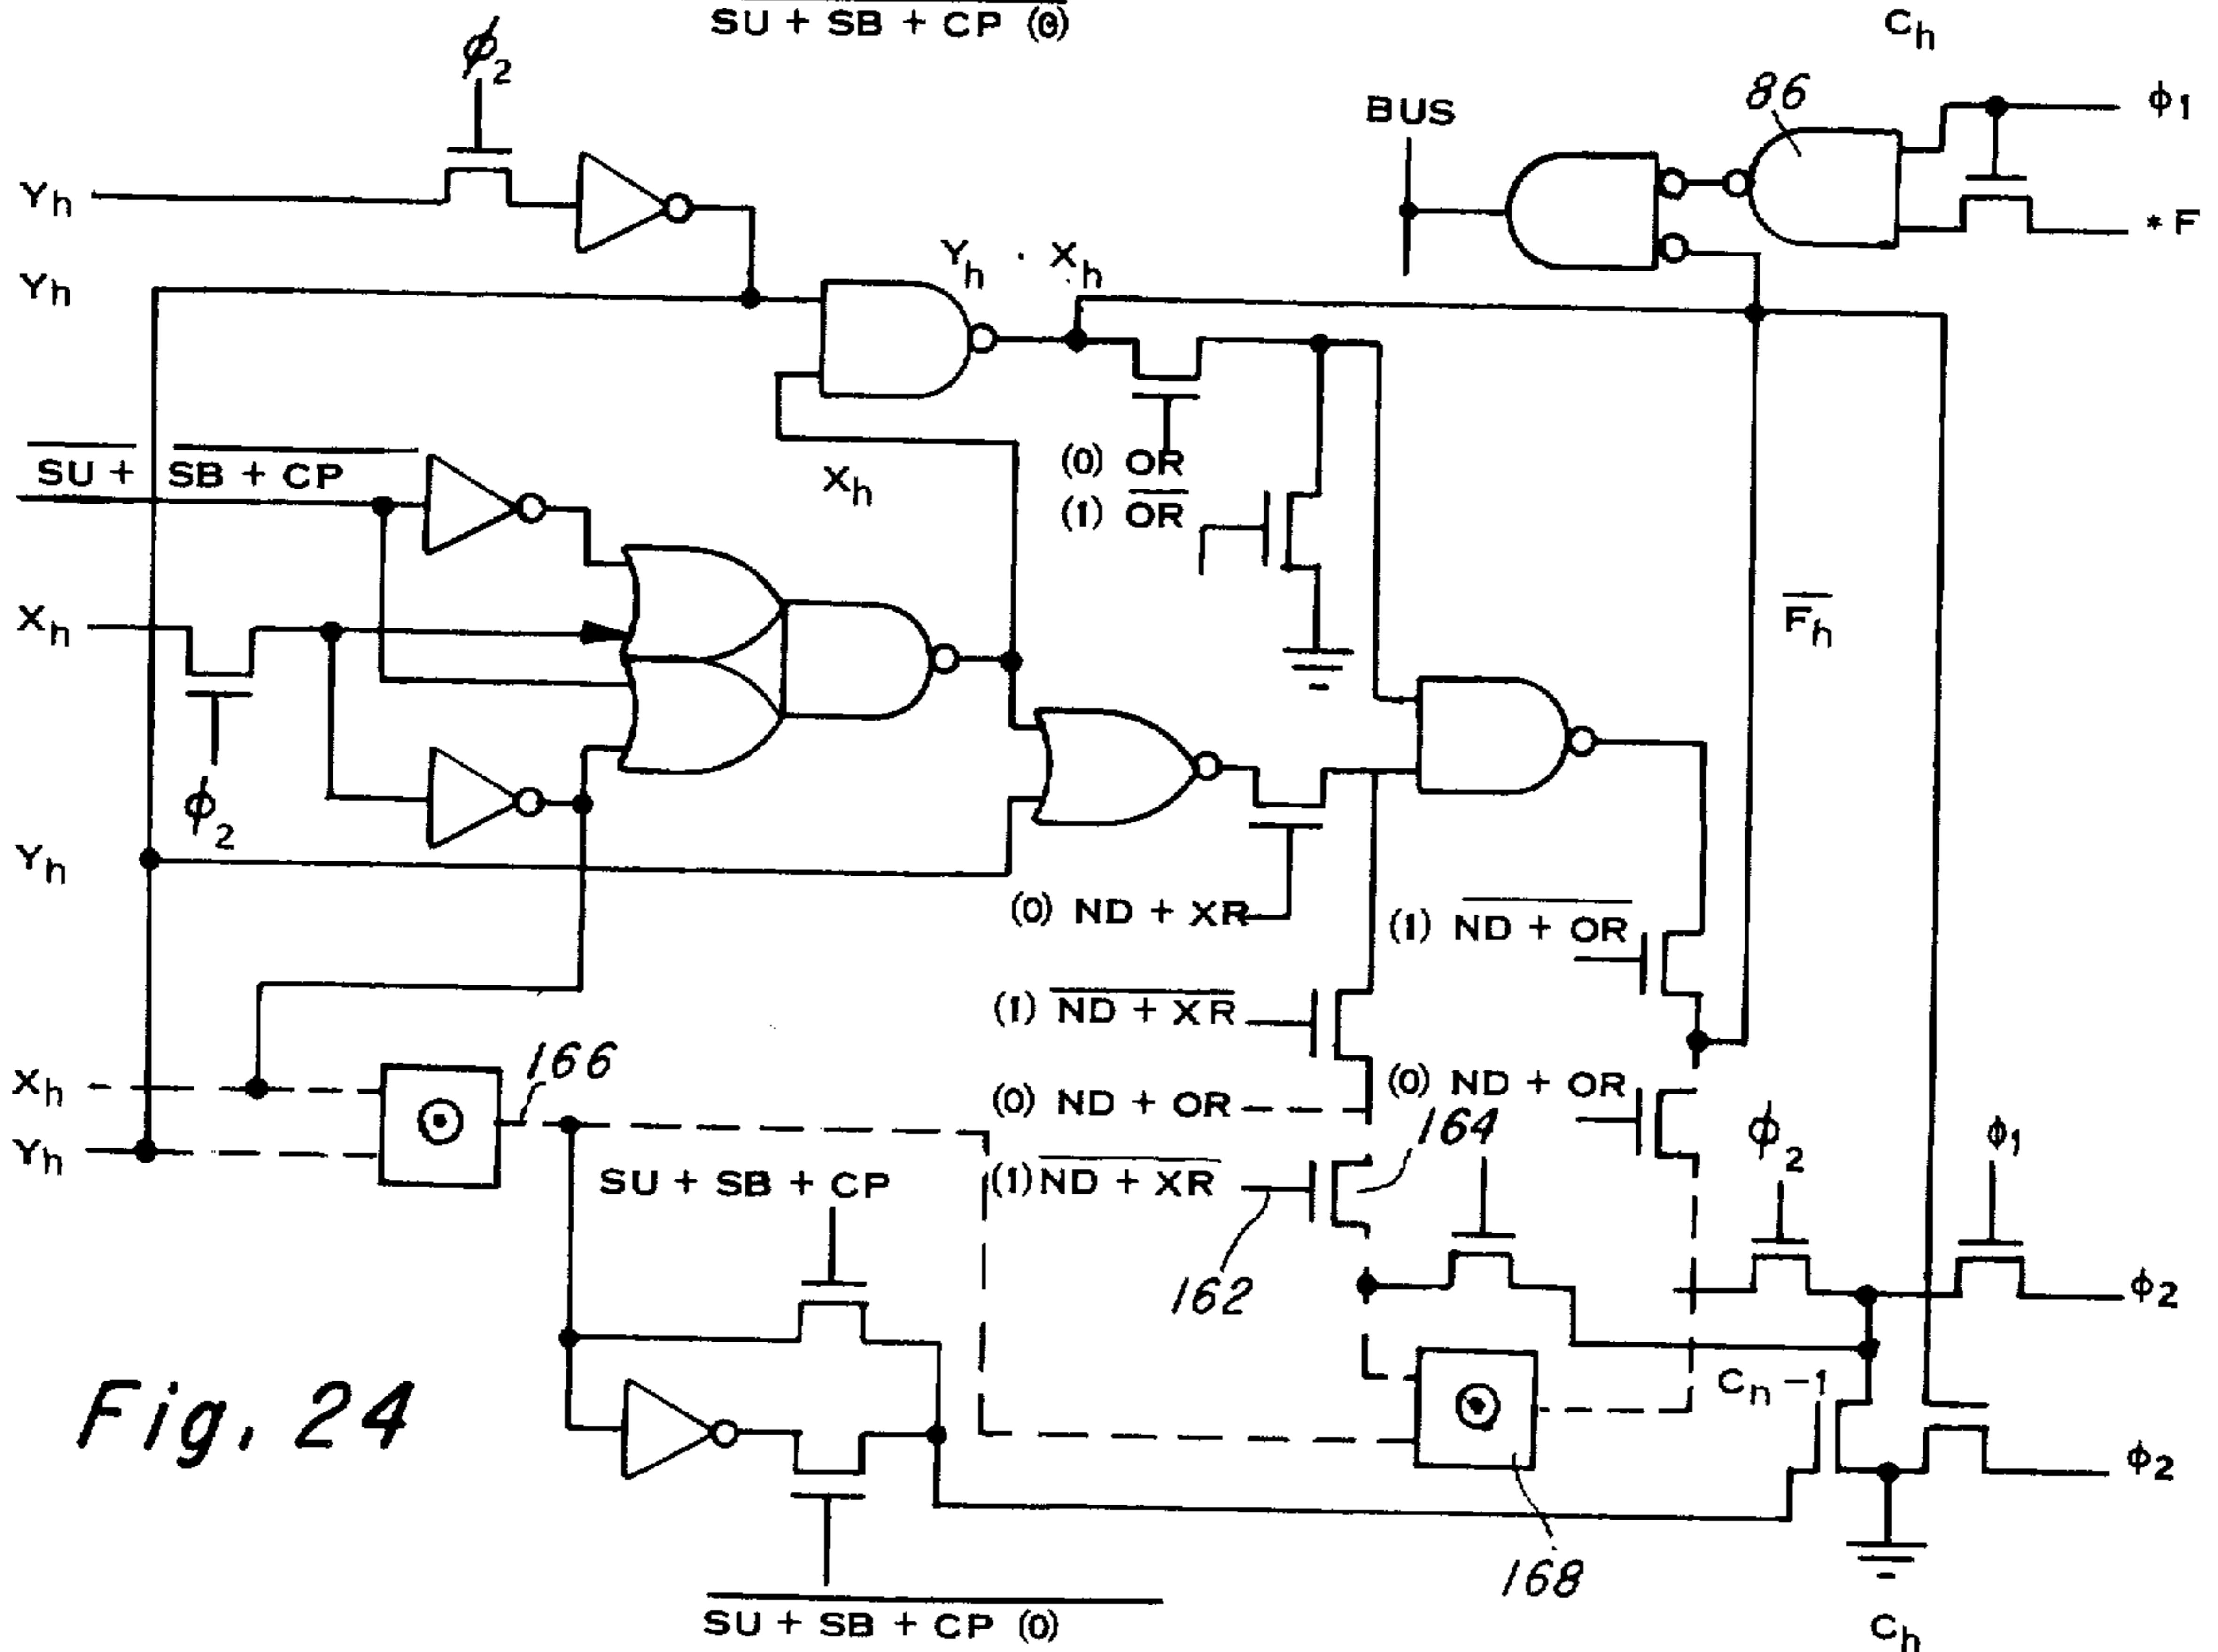 SU + SB + CP (0)
C_h
ϕ_2
86
ϕ1
BUS
Y_h
* F
Y_h · X_h
Y_h
(0) OR
SU + SB + CP
X_h
(1) OR
X_h
F_h
ϕ_2
Y_h
(0) ND + XR
(1) ND + OR
(1) ND + XR
166
X_h
(0) ND + OR
(0) ND + OR
164
ϕ_2
ϕ1
Y_h
SU + SB + CP
(1) ND + XR
162
ϕ2
C_n -1
Fig. 24
ϕ2
168
SU + SB + CP (0)
C_h